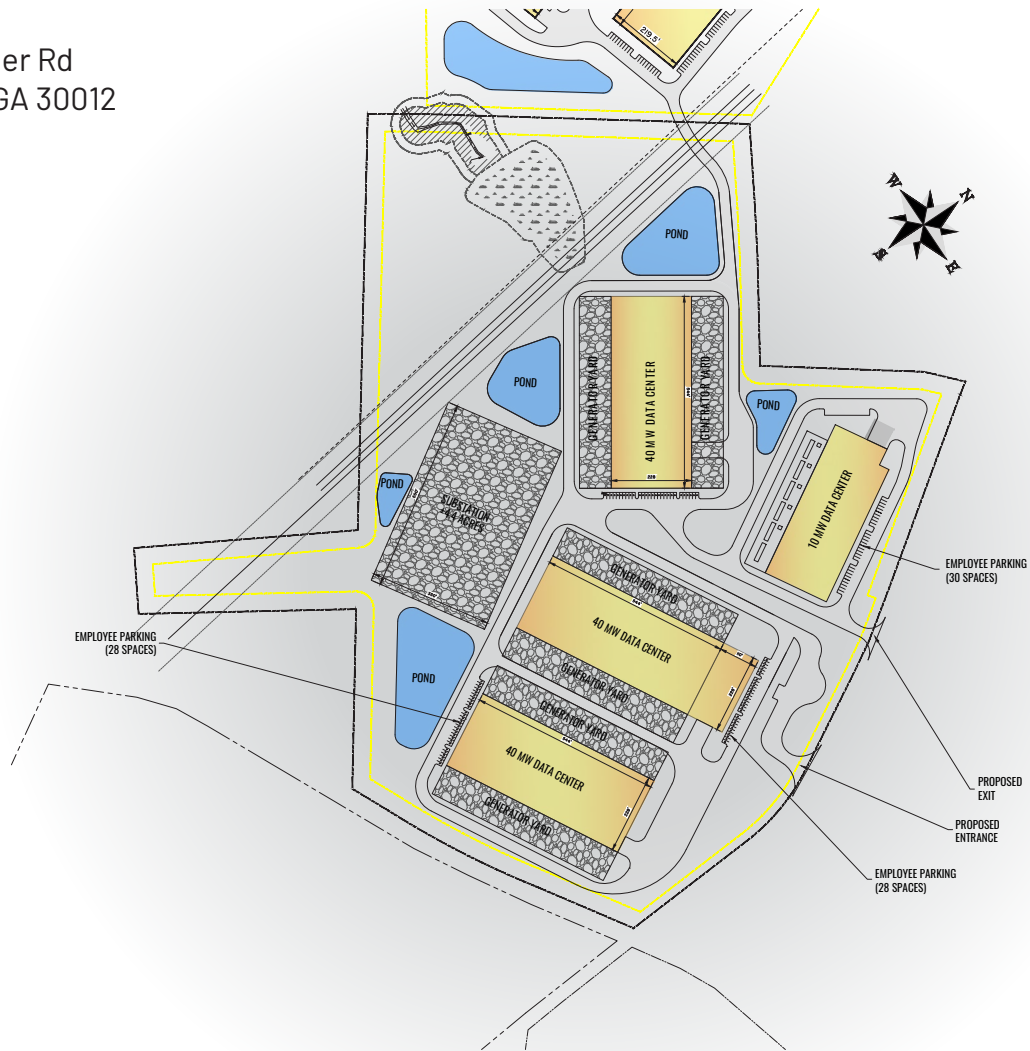 er Rd
GA 30012
219.5'
W
N
S
E
POND
GENERATOR YARD
40 MW DATA CENTER
GENERATOR YARD
POND
POND
10 MW DATA CENTER
POND
SUBSTATION
±4.4 ACRES
EMPLOYEE PARKING
(30 SPACES)
GENERATOR YARD
40 MW DATA CENTER
GENERATOR YARD
EMPLOYEE PARKING
(28 SPACES)
POND
GENERATOR YARD
40 MW DATA CENTER
GENERATOR YARD
PROPOSED
EXIT
PROPOSED
ENTRANCE
EMPLOYEE PARKING
(28 SPACES)